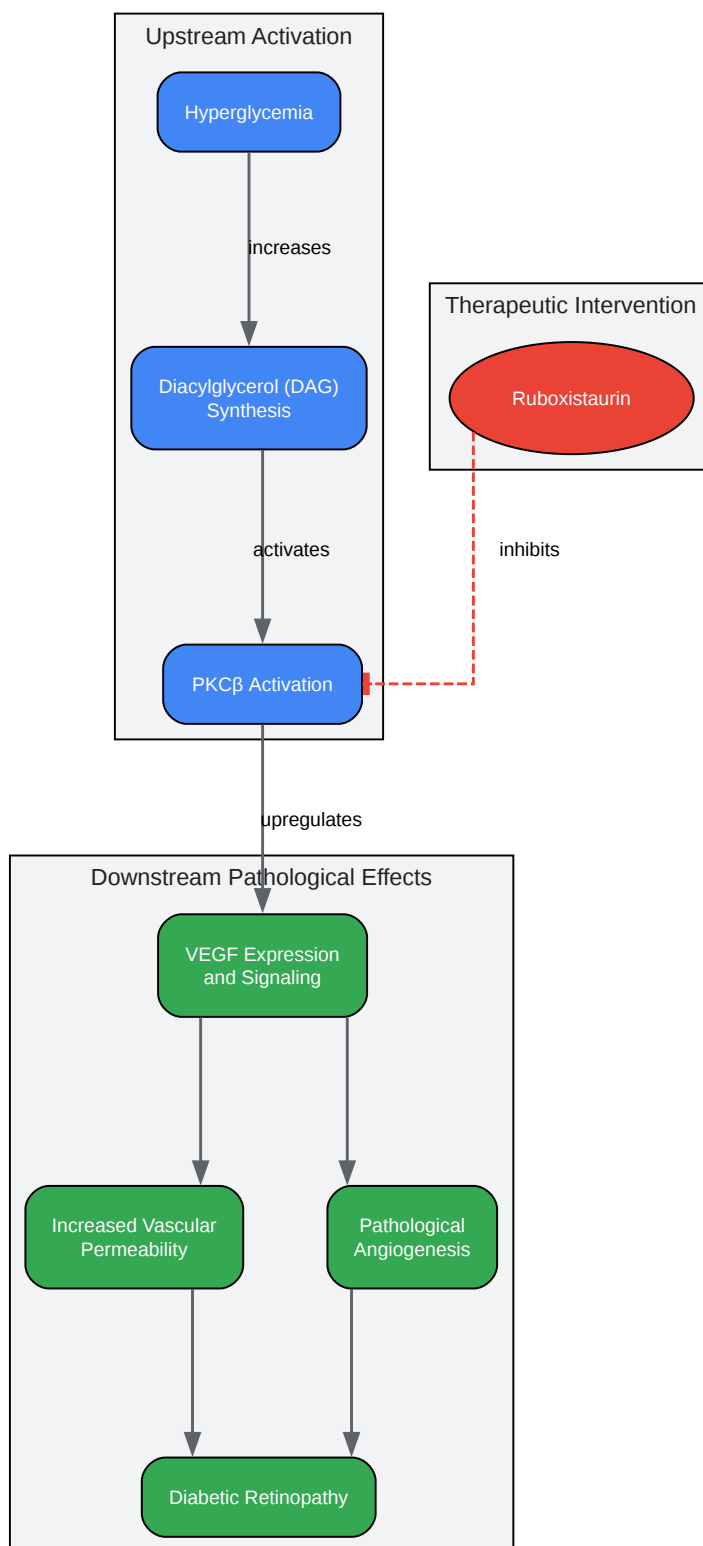 Upstream Activation
Hyperglycemia
increases
Therapeutic Intervention
Diacylglycerol (DAG)
Synthesis
Ruboxistaurin
activates
inhibits
PKCβ Activation
upregulates
Downstream Pathological Effects
VEGF Expression
and Signaling
Increased Vascular
Permeability
Pathological
Angiogenesis
Diabetic Retinopathy